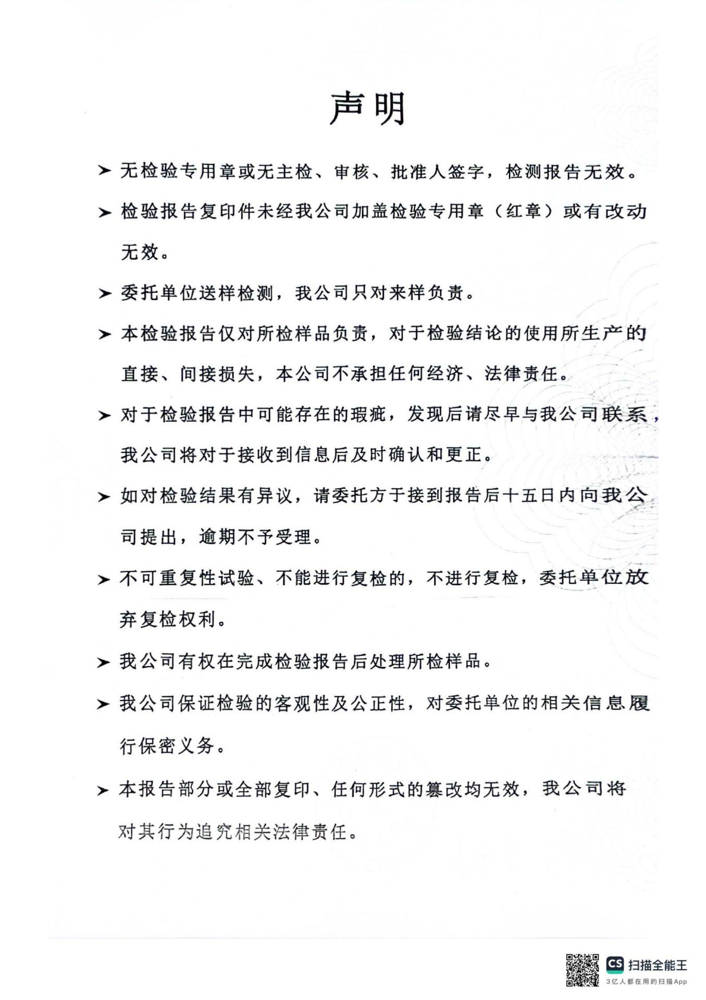 声明
➤ 无检验专用章或无主检、审核、批准人签字，检测报告无效。
➤ 检验报告复印件未经我公司加盖检验专用章（红章）或有改动
无效。
➤ 委托单位送样检测，我公司只对来样负责。
➤ 本检验报告仅对所检样品负责，对于检验结论的使用所生产的
直接、间接损失，本公司不承担任何经济、法律责任。
➤ 对于检验报告中可能存在的瑕疵，发现后请尽早与我公司联系，
我公司将对于接收到信息后及时确认和更正。
➤ 如对检验结果有异议，请委托方于接到报告后十五日内向我公
司提出，逾期不予受理。
➤ 不可重复性试验、不能进行复检的，不进行复检，委托单位放
弃复检权利。
➤ 我公司有权在完成检验报告后处理所检样品。
➤ 我公司保证检验的客观性及公正性，对委托单位的相关信息履
行保密义务。
➤ 本报告部分或全部复印、任何形式的篡改均无效，我公司将
对其行为追究相关法律责任。
CS 扫描全能王
3亿人都在用的扫描App